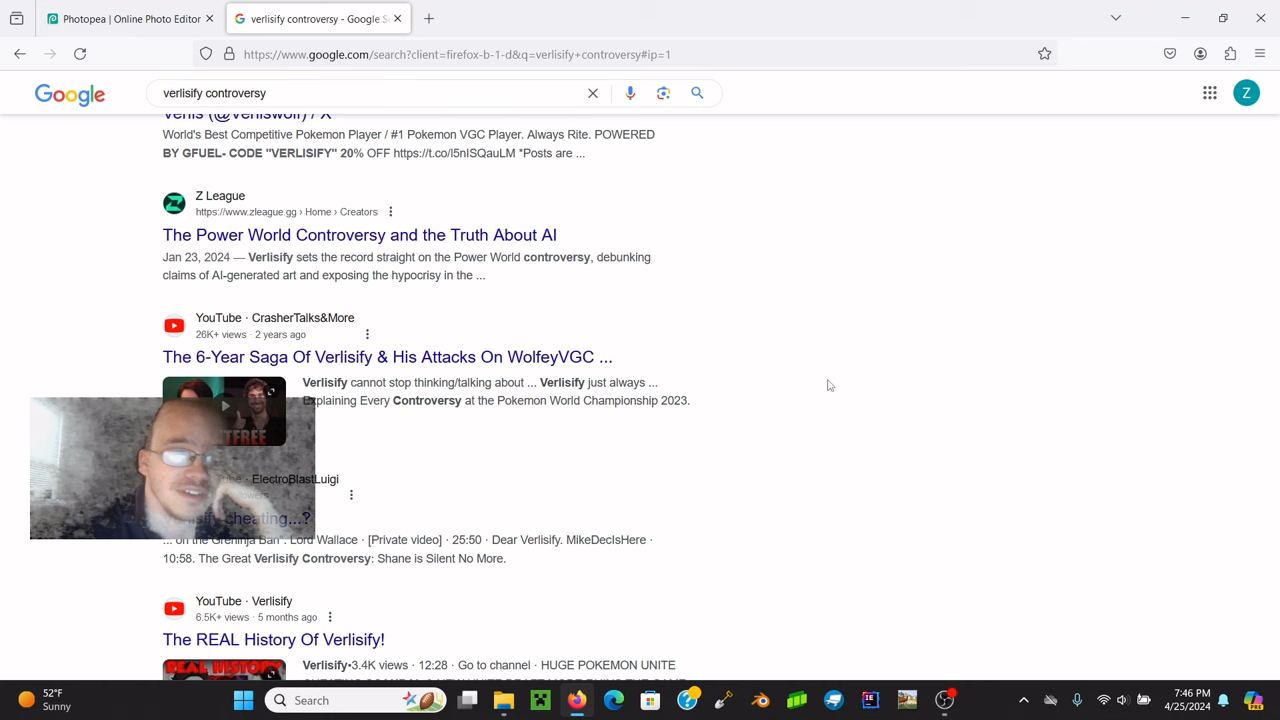 Photopea | Online Photo Editor
verlisify controversy - Google S
https://www.google.com/search?client=firefox-b-1-d&q=verlisify+controversy#ip=1
Google
verlisify controversy
Z
Verlis (@Verliswolf) / X
World's Best Competitive Pokemon Player / #1 Pokemon VGC Player. Always Rite. POWERED
BY GFUEL- CODE "VERLISIFY" 20% OFF https://t.co/l5nISQauLM *Posts are ...
Z League
https://www.zleague.gg › Home › Creators
The Power World Controversy and the Truth About AI
Jan 23, 2024 — Verlisify sets the record straight on the Power World controversy, debunking
claims of AI-generated art and exposing the hypocrisy in the ...
YouTube · CrasherTalks&More
26K+ views · 2 years ago
The 6-Year Saga Of Verlisify & His Attacks On WolfeyVGC ...
Verlisify cannot stop thinking/talking about ... Verlisify just always ...
Explaining Every Controversy at the Pokemon World Championship 2023.
· ElectroBlastLuigi
cheating...?
... on the Greninja Ban". Lord Wallace · [Private video] · 25:50 · Dear Verlisify. MikeDecIsHere ·
10:58. The Great Verlisify Controversy: Shane is Silent No More.
YouTube · Verlisify
6.5K+ views · 5 months ago
The REAL History Of Verlisify!
REAL HISTORY
Verlisify•3.4K views · 12:28 · Go to channel · HUGE POKEMON UNITE
52°F
Sunny
Search
7:46 PM
4/25/2024